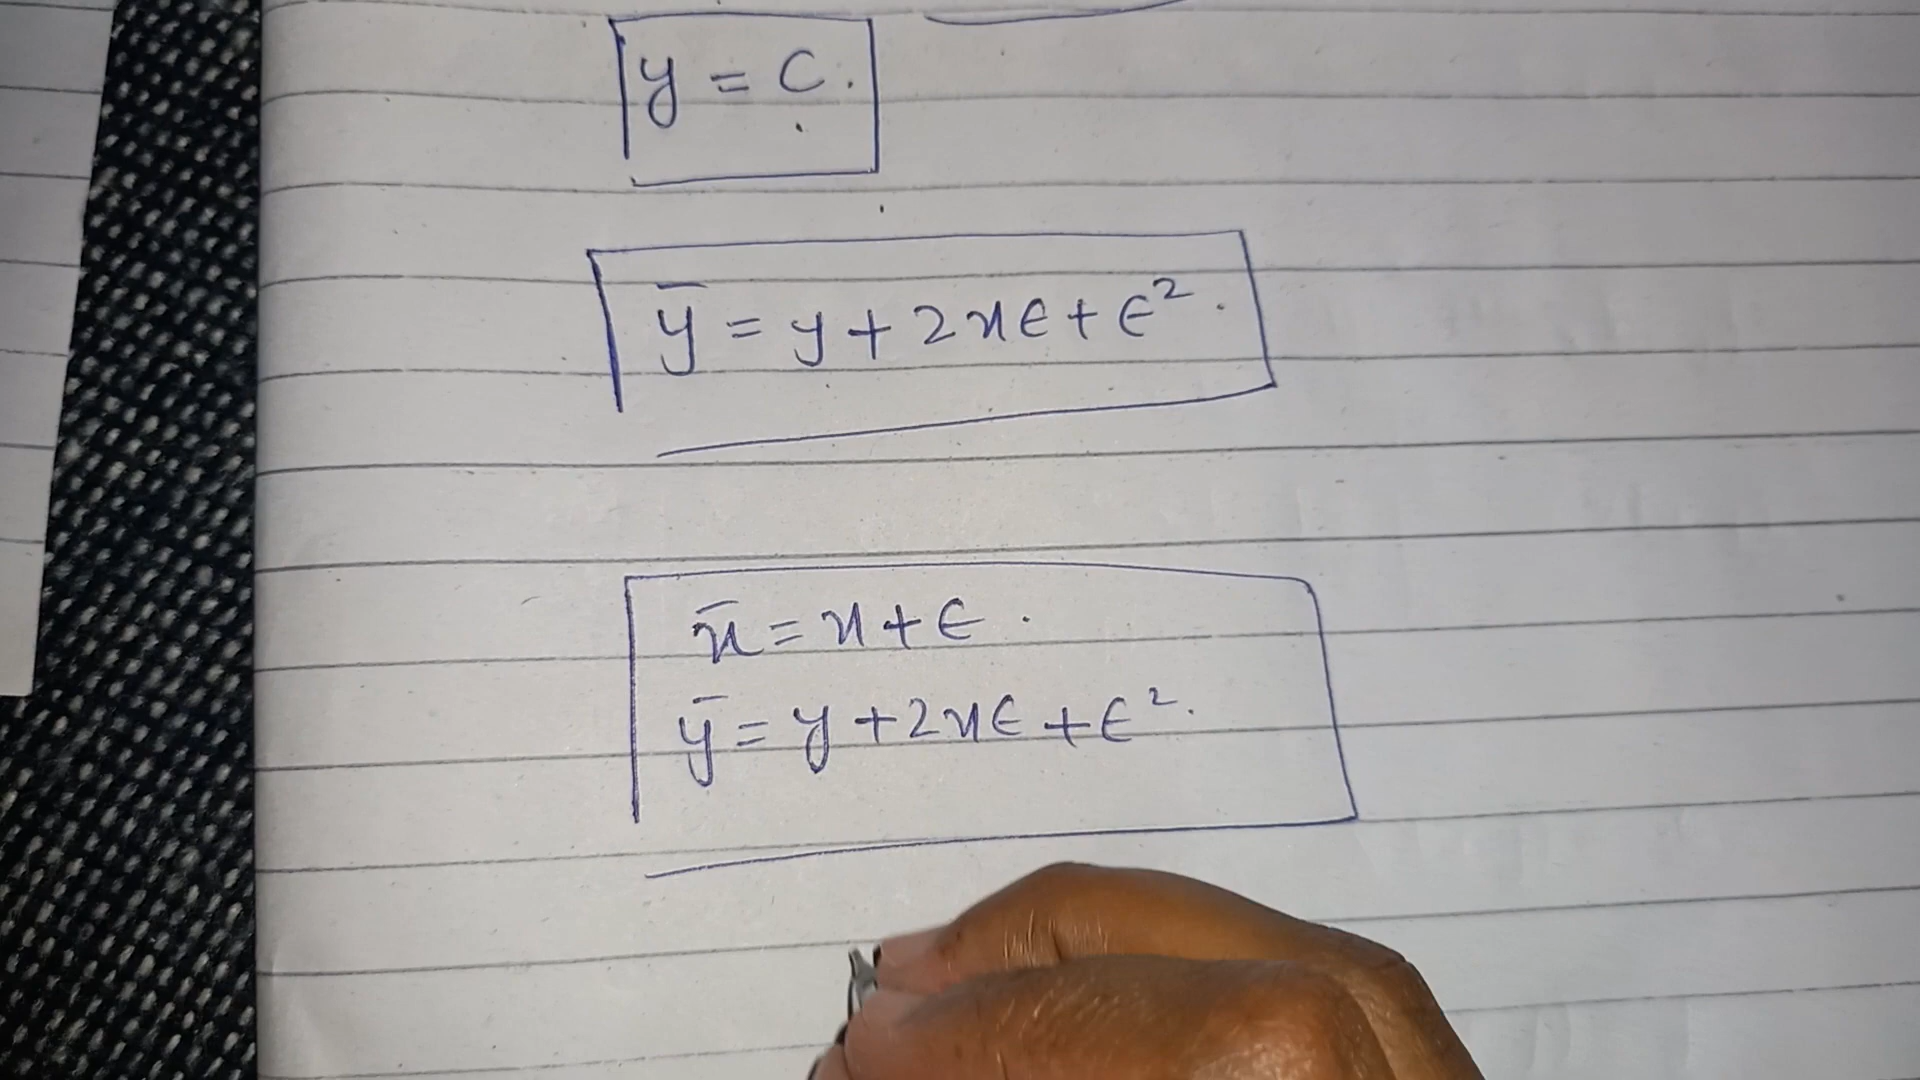 y = c.
ȳ = y + 2xϵ + ϵ².
x̄ = x + ϵ.
ȳ = y + 2xϵ + ϵ².